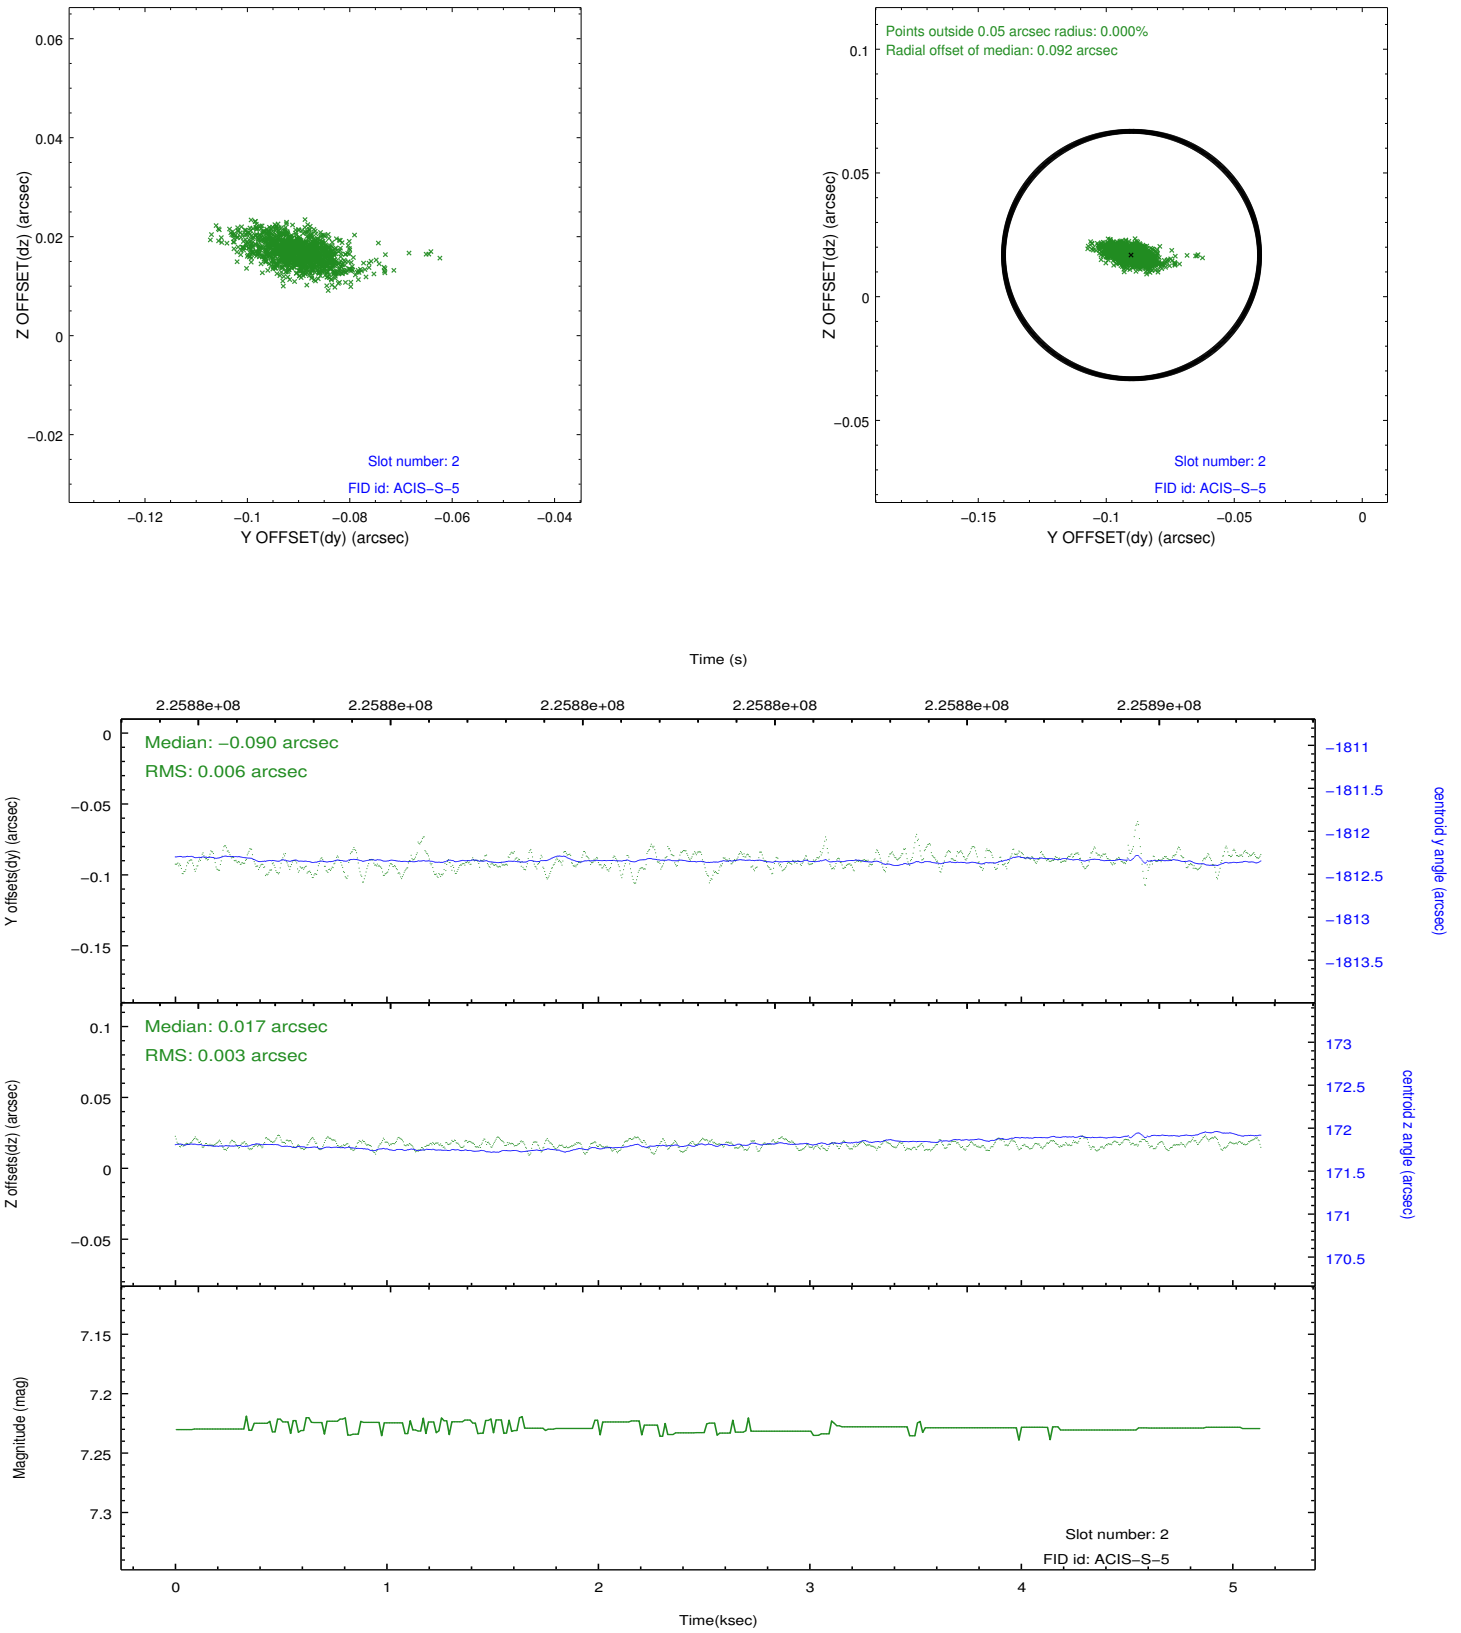 0.06
0.04
0.02
0
−0.02
Z OFFSET(dz) (arcsec)
Slot number: 2
FID id: ACIS−S−5
−0.12
−0.1
−0.08
−0.06
−0.04
Y OFFSET(dy) (arcsec)
Points outside 0.05 arcsec radius: 0.000%
Radial offset of median: 0.092 arcsec
0.1
0.05
0
−0.05
Z OFFSET(dz) (arcsec)
Slot number: 2
FID id: ACIS−S−5
−0.15
−0.1
−0.05
0
Y OFFSET(dy) (arcsec)
Time (s)
2.2588e+08
2.2588e+08
2.2588e+08
2.2588e+08
2.2588e+08
2.2589e+08
Median: −0.090 arcsec
RMS: 0.006 arcsec
0
−0.05
−0.1
−0.15
Y offsets(dy) (arcsec)
−1811
−1811.5
−1812
−1812.5
−1813
−1813.5
centroid y angle (arcsec)
Median: 0.017 arcsec
RMS: 0.003 arcsec
0.1
0.05
0
−0.05
Z offsets(dz) (arcsec)
173
172.5
172
171.5
171
170.5
centroid z angle (arcsec)
7.15
7.2
7.25
7.3
Magnitude (mag)
Slot number: 2
FID id: ACIS−S−5
0
1
2
3
4
5
Time(ksec)